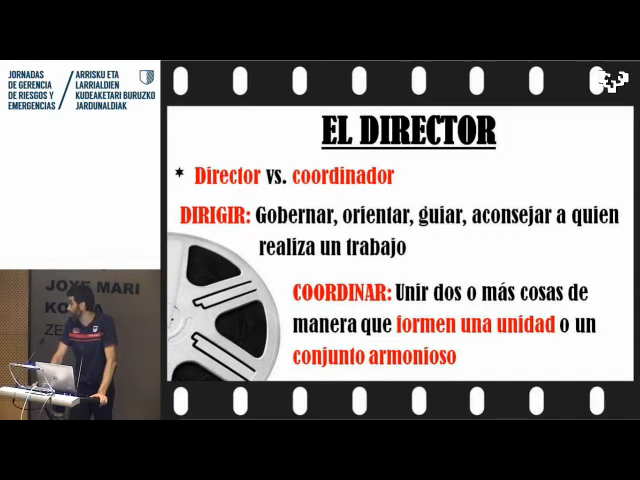 JORNADAS
DE GERENCIA
DE RIESGOS Y
EMERGENCIAS
ARRISKU ETA
LARRIALDIEN
KUDEAKETARI BURUZKO
JARDUNALDIAK
EL DIRECTOR
* Director vs. coordinador
DIRIGIR: Gobernar, orientar, guiar, aconsejar a quien
realiza un trabajo
COORDINAR: Unir dos o más cosas de
manera que formen una unidad o un
conjunto armonioso
JOXE MARI
KO
ZE